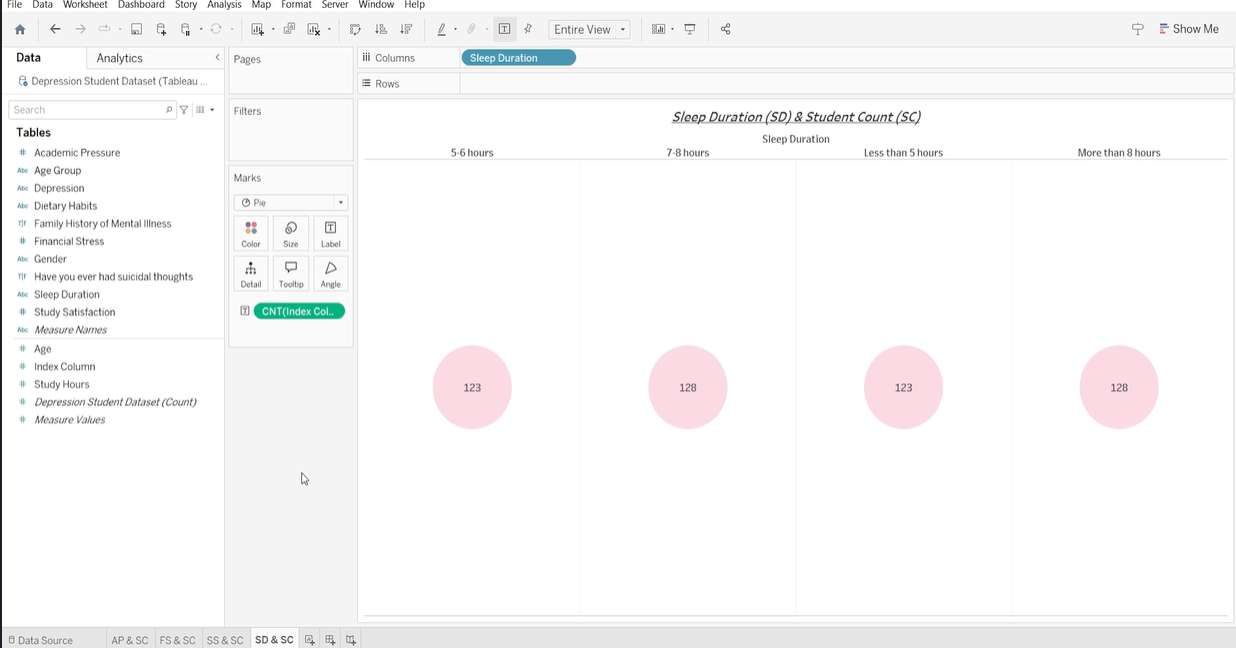 File Data Worksheet Dashboard Story Analysis Map Format Server Window Help
Entire View
Show Me
Data Analytics
Depression Student Dataset (Tableau ...
Search
Tables
Academic Pressure
Abc Age Group
Abc Depression
Abc Dietary Habits
T|F Family History of Mental Illness
Financial Stress
Abc Gender
T|F Have you ever had suicidal thoughts
Abc Sleep Duration
Study Satisfaction
Abc Measure Names
Age
Index Column
Study Hours
Depression Student Dataset (Count)
Measure Values
Pages
Filters
Marks
Pie
Color Size Label
Detail Tooltip Angle
CNT(Index Col..
Columns Sleep Duration
Rows
Sleep Duration (SD) & Student Count (SC)
Sleep Duration
5-6 hours 7-8 hours Less than 5 hours More than 8 hours
123 128 123 128
Data Source AP & SC FS & SC SS & SC SD & SC